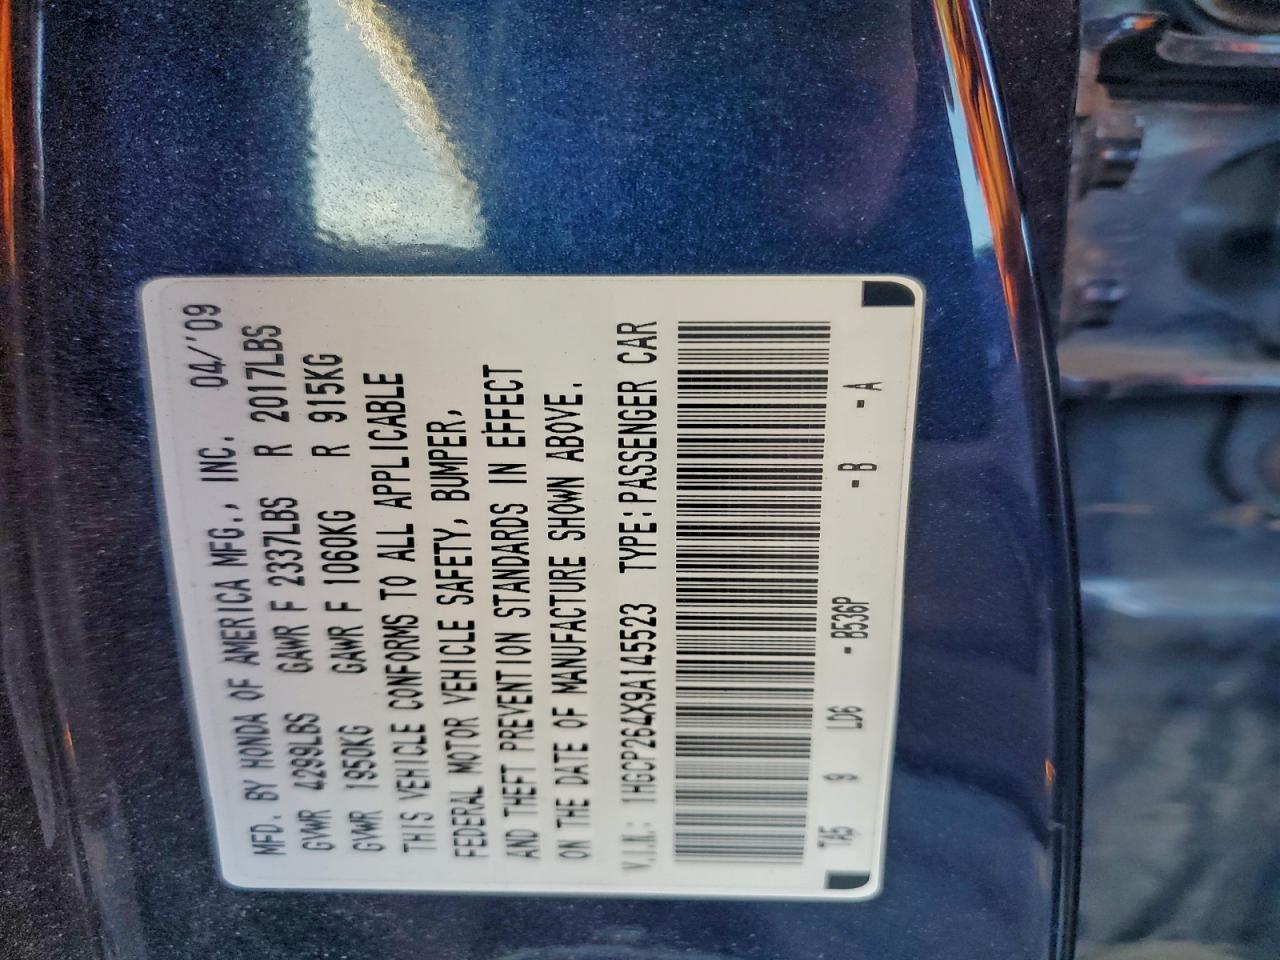 MFD. BY HONDA OF AMERICA MFG., INC. 04/'09
GVWR 4299LBS GAWR F 2337LBS R 2017LBS
GVWR 1950KG GAWR F 1060KG R 915KG
THIS VEHICLE CONFORMS TO ALL APPLICABLE
FEDERAL MOTOR VEHICLE SAFETY, BUMPER,
AND THEFT PREVENTION STANDARDS IN EFFECT
ON THE DATE OF MANUFACTURE SHOWN ABOVE.
V.I.N.: 1HGCP264X9A145523 TYPE:PASSENGER CAR
TA5 9 LD6 -B536P -B -A